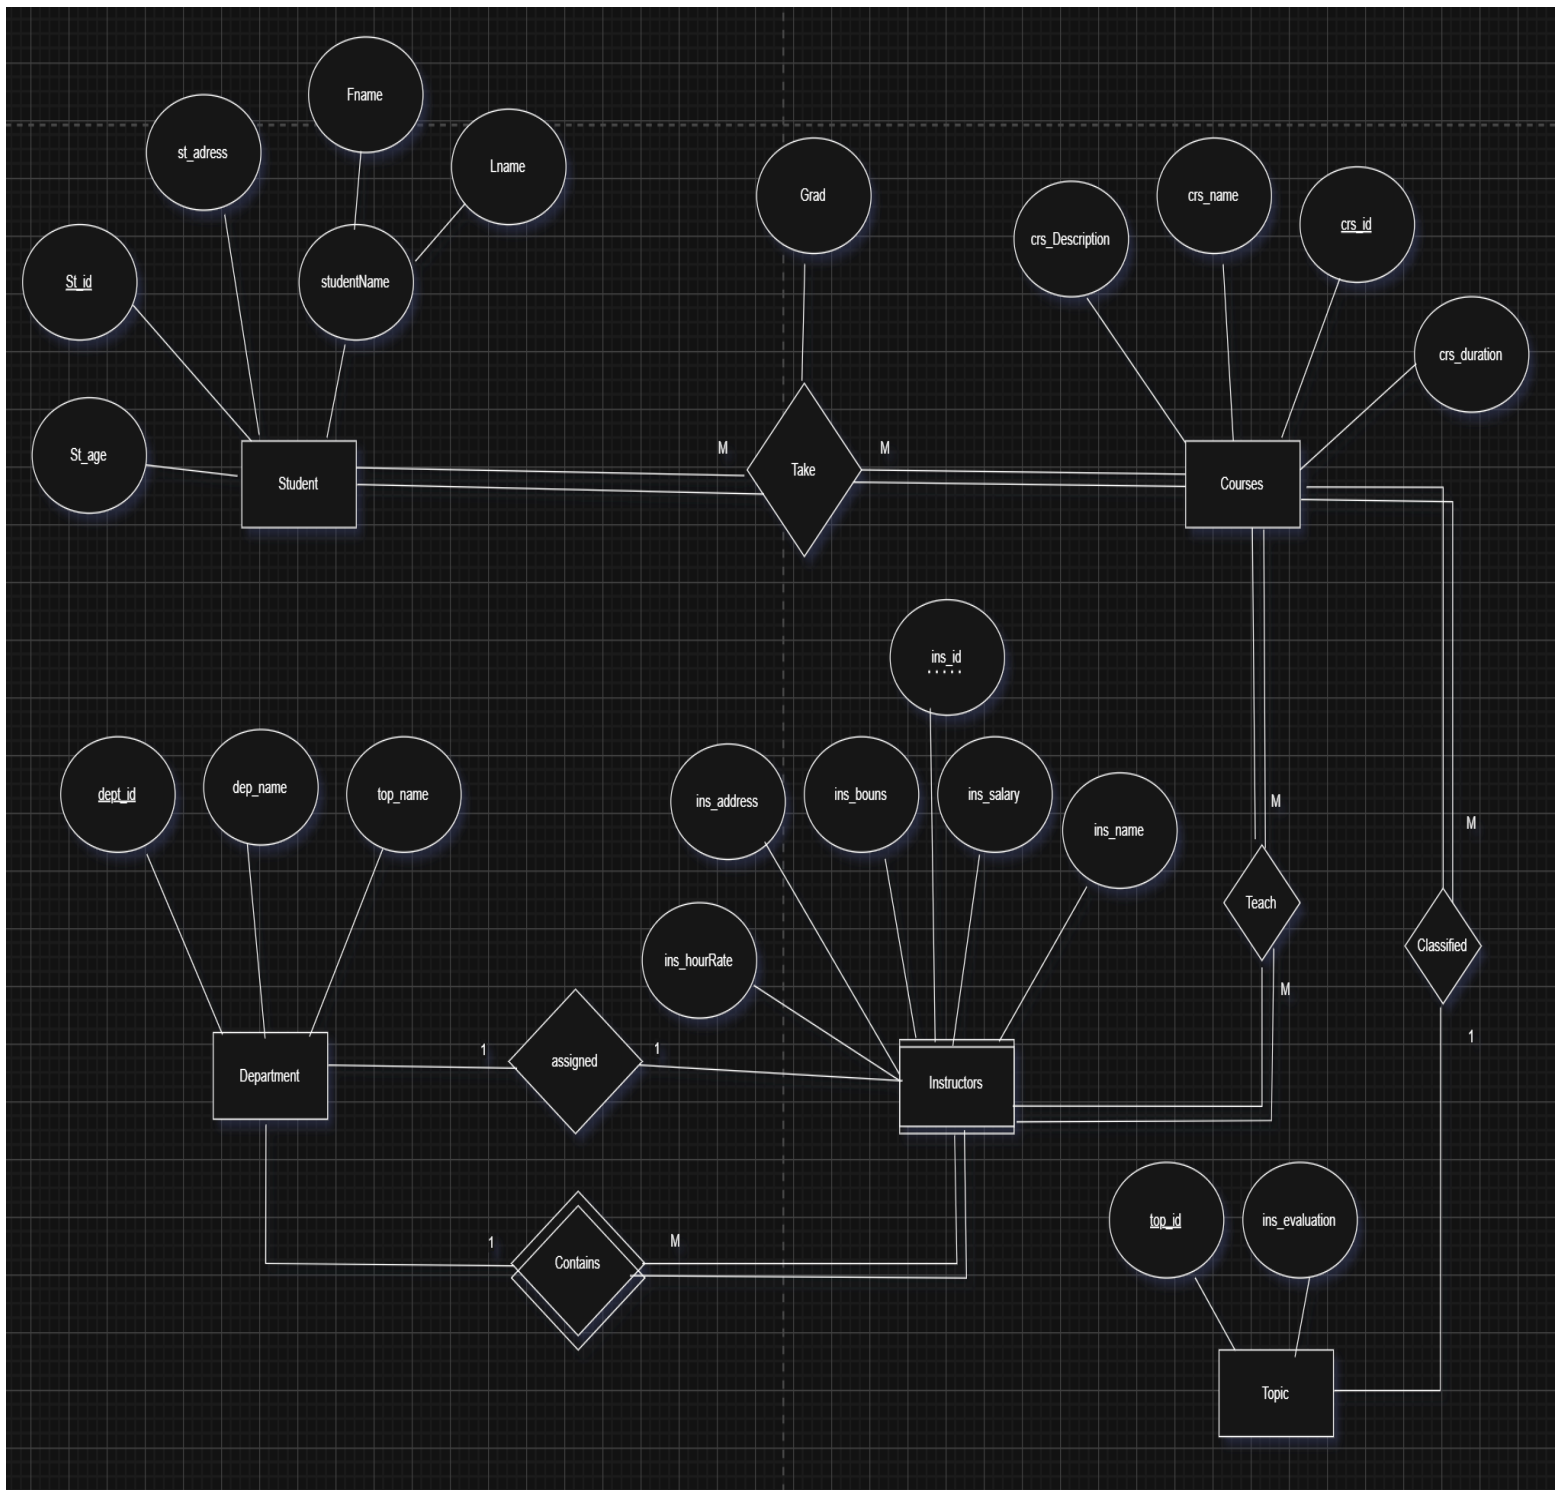 Fname
st_adress
Lname
Grad
crs_name
crs_id
crs_Description
St_id
studentName
crs_duration
St_age
M
M
Student
Take
Courses
ins_id
dept_id
dep_name
top_name
ins_address
ins_bouns
ins_salary
ins_name
M
M
Teach
Classified
ins_hourRate
M
1
1
1
assigned
Department
Instructors
1
M
Contains
top_id
ins_evaluation
Topic